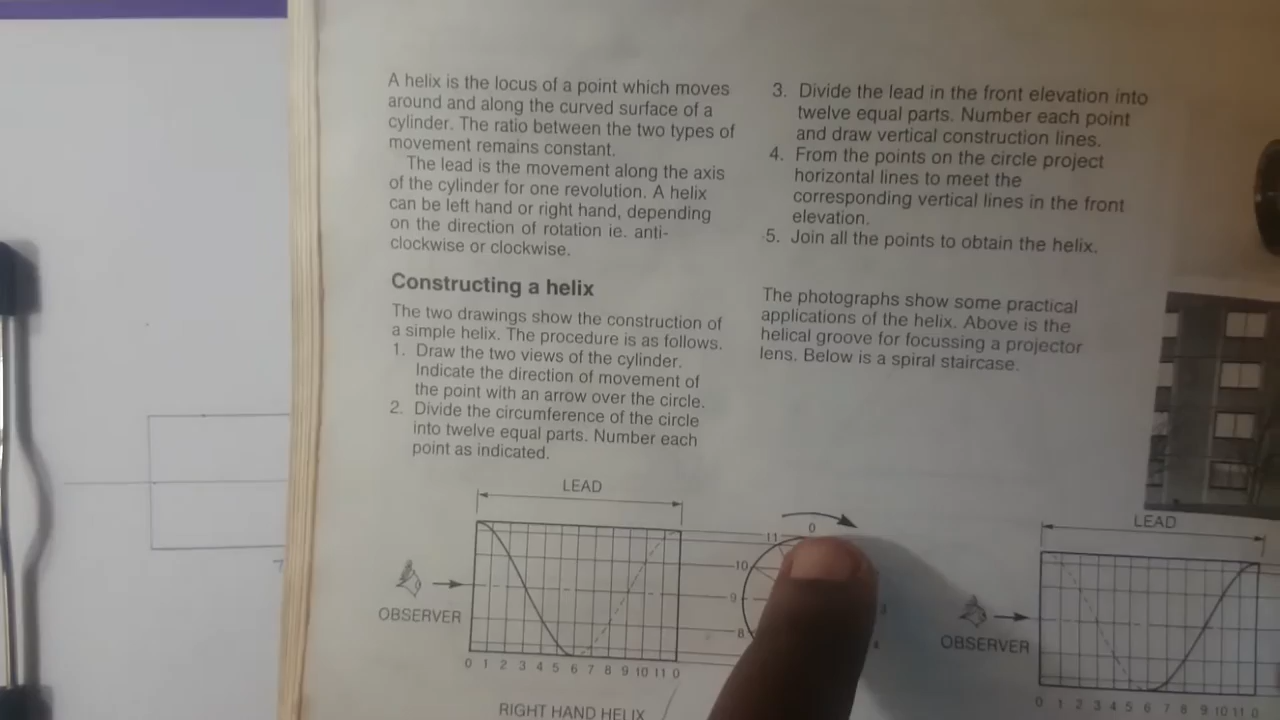 A helix is the locus of a point which moves
around and along the curved surface of a
cylinder. The ratio between the two types of
movement remains constant.
The lead is the movement along the axis
of the cylinder for one revolution. A helix
can be left hand or right hand, depending
on the direction of rotation ie. anti-
clockwise or clockwise.
Constructing a helix
The two drawings show the construction of
a simple helix. The procedure is as follows.
1. Draw the two views of the cylinder.
Indicate the direction of movement of
the point with an arrow over the circle.
2. Divide the circumference of the circle
into twelve equal parts. Number each
point as indicated.
3. Divide the lead in the front elevation into
twelve equal parts. Number each point
and draw vertical construction lines.
4. From the points on the circle project
horizontal lines to meet the
corresponding vertical lines in the front
elevation.
5. Join all the points to obtain the helix.
The photographs show some practical
applications of the helix. Above is the
helical groove for focussing a projector
lens. Below is a spiral staircase.
LEAD
OBSERVER
0 1 2 3 4 5 6 7 8 9 10 11 0
RIGHT HAND HELIX
0
11
10
9
8
3
4
LEAD
OBSERVER
0 1 2 3 4 5 6 7 8 9 10 11 0